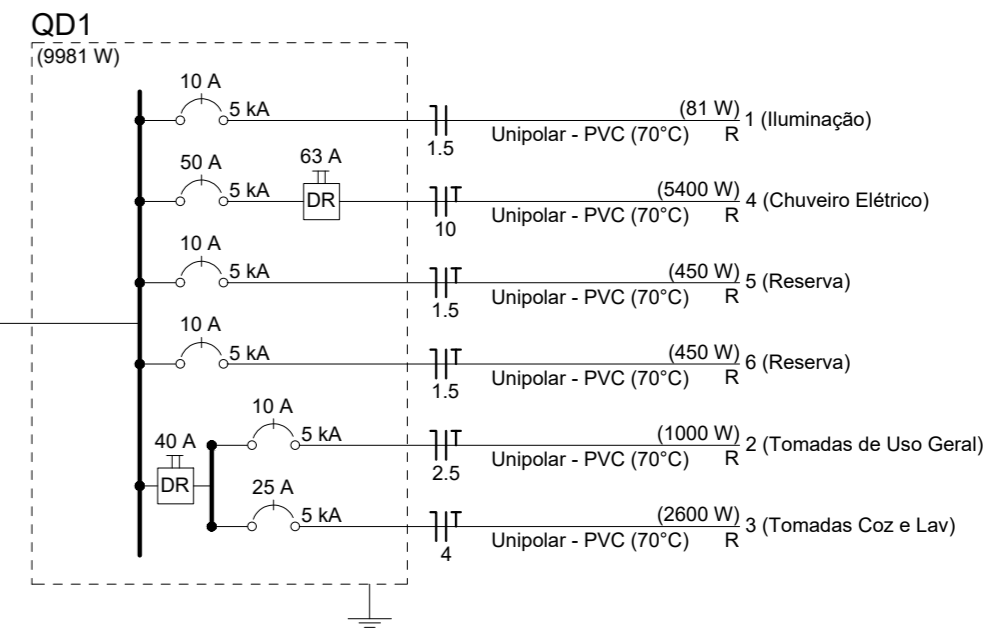 QD1
(9981 W)
10 A
5 kA
1.5
(81 W)
Unipolar - PVC (70°C)
R
1 (Iluminação)
50 A
5 kA
63 A
DR
T
10
(5400 W)
Unipolar - PVC (70°C)
R
4 (Chuveiro Elétrico)
10 A
5 kA
T
1.5
(450 W)
Unipolar - PVC (70°C)
R
5 (Reserva)
10 A
5 kA
T
1.5
(450 W)
Unipolar - PVC (70°C)
R
6 (Reserva)
40 A
DR
10 A
5 kA
T
2.5
(1000 W)
Unipolar - PVC (70°C)
R
2 (Tomadas de Uso Geral)
25 A
5 kA
T
4
(2600 W)
Unipolar - PVC (70°C)
R
3 (Tomadas Coz e Lav)